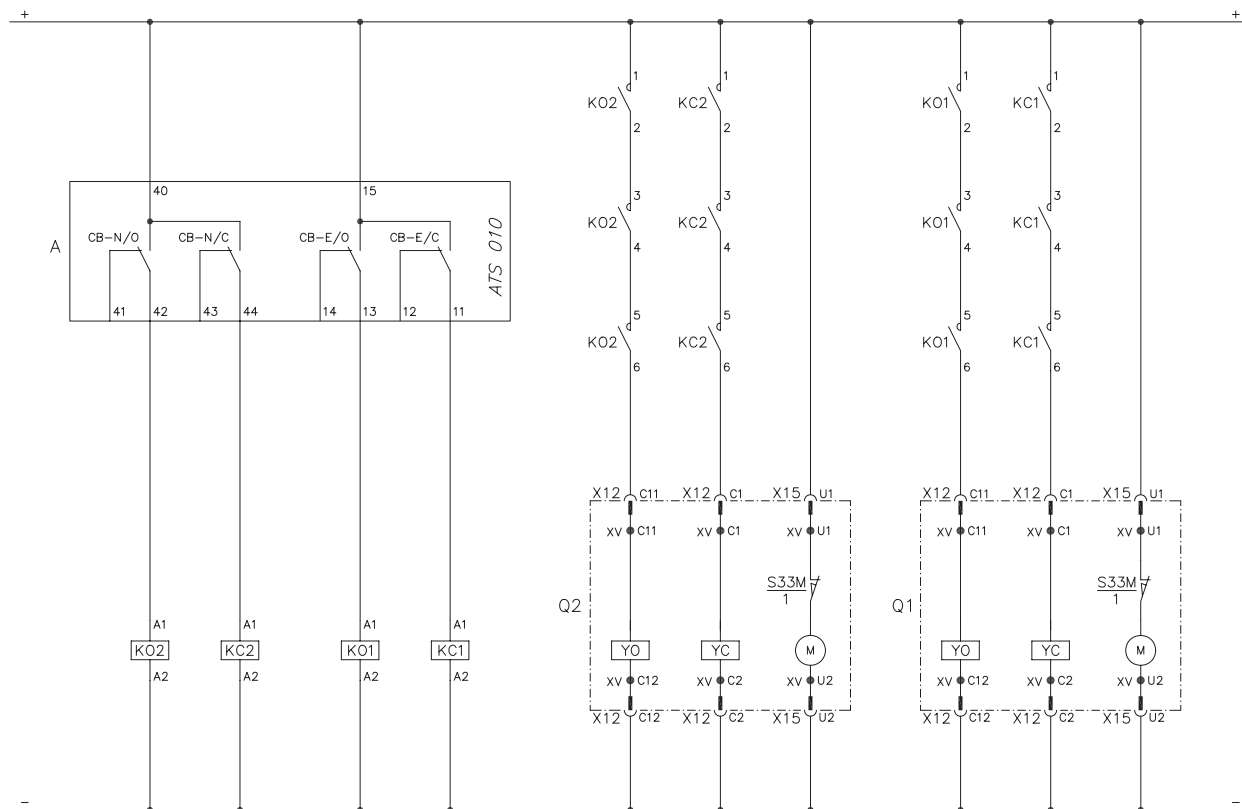 + +
1 1 1 1
KO2 KC2 KO1 KC1
2 2 2 2
40 15
3 3 3 3
KO2 KC2 KO1 KC1
4 4 4 4
A CB-N/O CB-N/C CB-E/O CB-E/C ATS 010
41 42 43 44 14 13 12 11
5 5 5 5
KO2 KC2 KO1 KC1
6 6 6 6
X12 C11 X12 C1 X15 U1 X12 C11 X12 C1 X15 U1
XV C11 XV C1 XV U1 XV C11 XV C1 XV U1
S33M S33M
1 1
Q2 Q1
A1 A1 A1 A1
KO2 KC2 KO1 KC1 YO YC M YO YC M
A2 A2 A2 A2
XV C12 XV C2 XV U2 XV C12 XV C2 XV U2
X12 C12 X12 C2 X15 U2 X12 C12 X12 C2 X15 U2
- -